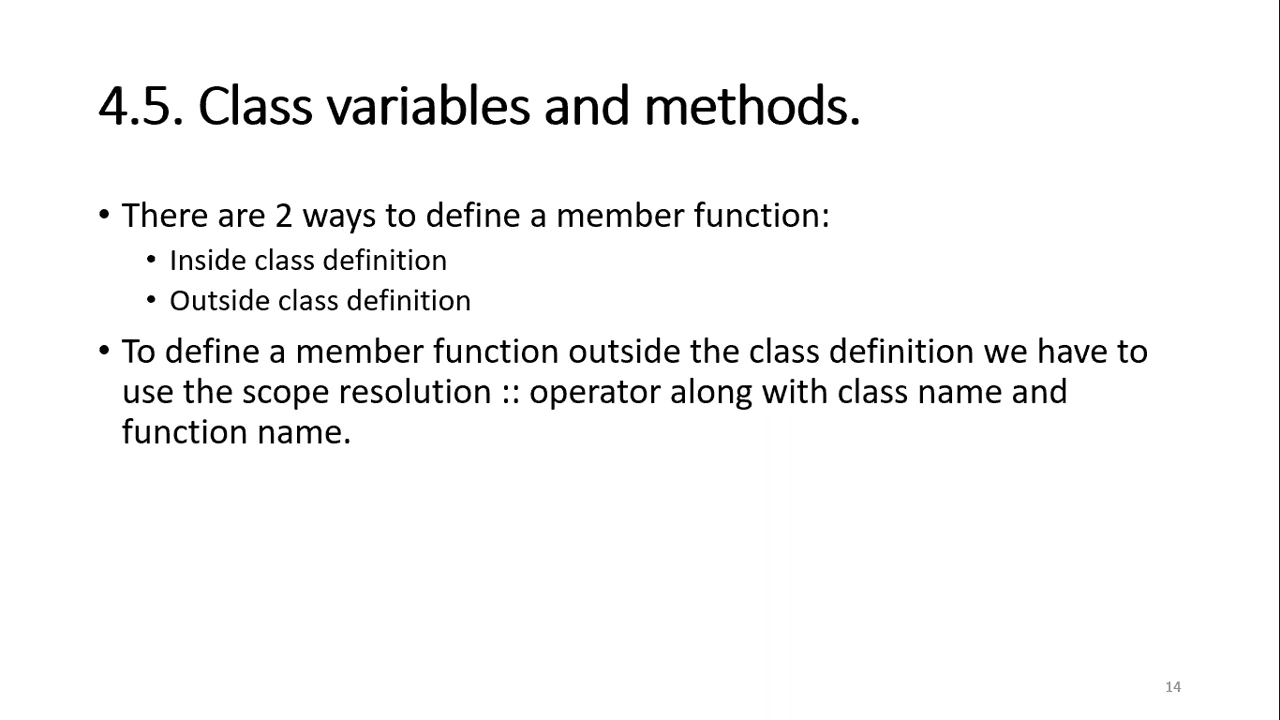 4.5. Class variables and methods.
• There are 2 ways to define a member function:
• Inside class definition
• Outside class definition
• To define a member function outside the class definition we have to
use the scope resolution :: operator along with class name and
function name.
14